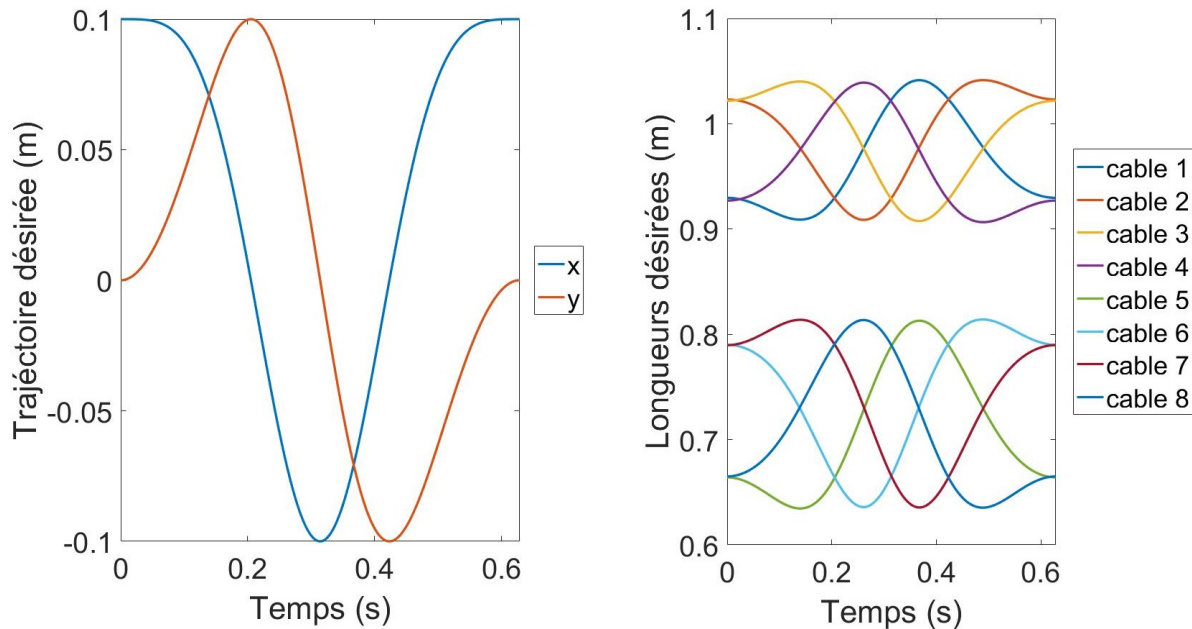 0.1
0.05
0
-0.05
-0.1
0
0.2
0.4
0.6
Trajéctoire désirée (m)
Temps (s)
x
y
1.1
1
0.9
0.8
0.7
0.6
0
0.2
0.4
0.6
Longueurs désirées (m)
Temps (s)
cable 1
cable 2
cable 3
cable 4
cable 5
cable 6
cable 7
cable 8